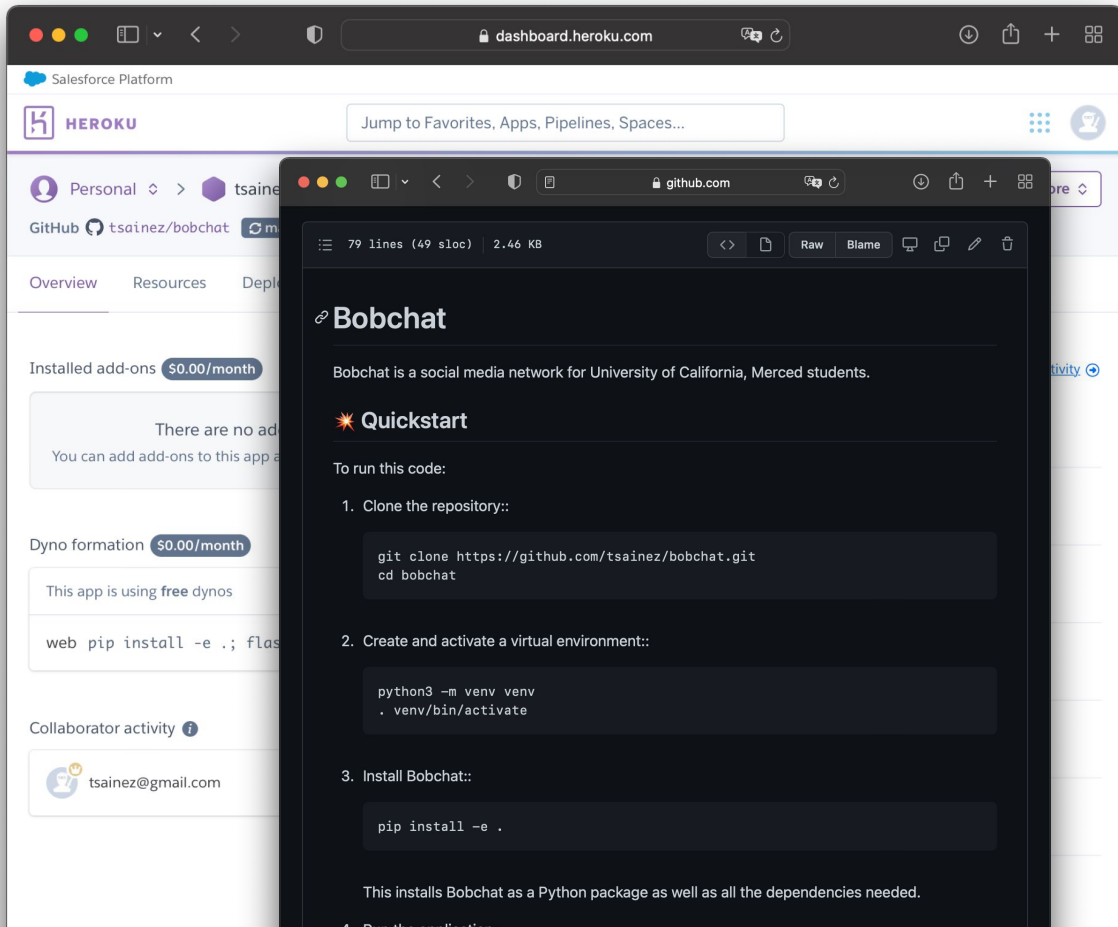 dashboard.heroku.com
Salesforce Platform
HEROKU
Jump to Favorites, Apps, Pipelines, Spaces...
Personal
GitHub tsainez/bobchat
Overview Resources
Installed add-ons $0.00/month
There are no
You can add add-ons to this app
Dyno formation $0.00/month
This app is using free dynos
web pip install -e .;
Collaborator activity
tsainez@gmail.com
github.com
79 lines (49 sloc) 2.46 KB
<> Raw Blame
Bobchat
Bobchat is a social media network for University of California, Merced students.
💥 Quickstart
To run this code:
1. Clone the repository::
git clone https://github.com/tsainez/bobchat.git
cd bobchat
2. Create and activate a virtual environment::
python3 -m venv venv
. venv/bin/activate
3. Install Bobchat::
pip install -e .
This installs Bobchat as a Python package as well as all the dependencies needed.